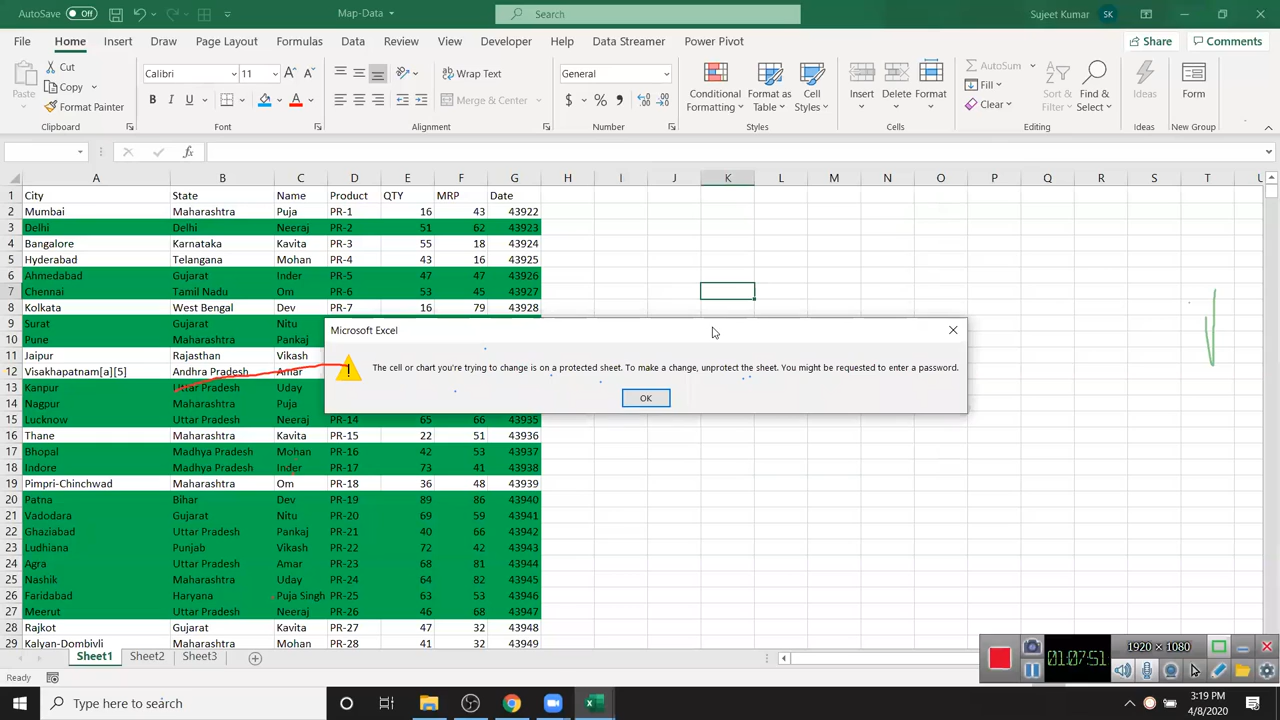 AutoSave Off Map-Data Search Sujeet Kumar SK
File Home Insert Draw Page Layout Formulas Data Review View Developer Help Data Streamer Power Pivot Share Comments
Paste Cut Calibri 11 Wrap Text General Conditional Formatting Format as Table Cell Styles Insert Delete Format AutoSum Sort & Filter Find & Select Ideas Form
Copy Fill
Format Painter B I U Merge & Center $ % Clear
Clipboard Font Alignment Number Styles Cells Editing Ideas New Group
fx
A B C D E F G H I J K L M N O P Q R S T U
1 City State Name Product QTY MRP Date
2 Mumbai Maharashtra Puja PR-1 16 43 43922
3 Delhi Delhi Neeraj PR-2 51 62 43923
4 Bangalore Karnataka Kavita PR-3 55 18 43924
5 Hyderabad Telangana Mohan PR-4 43 16 43925
6 Ahmedabad Gujarat Inder PR-5 47 47 43926
7 Chennai Tamil Nadu Om PR-6 53 45 43927
8 Kolkata West Bengal Dev PR-7 16 79 43928
9 Surat Gujarat Nitu
Microsoft Excel
10 Pune Maharashtra Pankaj
11 Jaipur Rajasthan Vikash
12 Visakhapatnam[a][5] Andhra Pradesh Amar
The cell or chart you're trying to change is on a protected sheet. To make a change, unprotect the sheet. You might be requested to enter a password.
13 Kanpur Uttar Pradesh Uday
14 Nagpur Maharashtra Puja
OK
15 Lucknow Uttar Pradesh Neeraj PR-14 65 66 43935
16 Thane Maharashtra Kavita PR-15 22 51 43936
17 Bhopal Madhya Pradesh Mohan PR-16 42 53 43937
18 Indore Madhya Pradesh Inder PR-17 73 41 43938
19 Pimpri-Chinchwad Maharashtra Om PR-18 36 48 43939
20 Patna Bihar Dev PR-19 89 86 43940
21 Vadodara Gujarat Nitu PR-20 69 59 43941
22 Ghaziabad Uttar Pradesh Pankaj PR-21 40 66 43942
23 Ludhiana Punjab Vikash PR-22 72 42 43943
24 Agra Uttar Pradesh Amar PR-23 68 81 43944
25 Nashik Maharashtra Uday PR-24 64 82 43945
26 Faridabad Haryana Puja Singh PR-25 63 53 43946
27 Meerut Uttar Pradesh Neeraj PR-26 46 68 43947
28 Rajkot Gujarat Kavita PR-27 47 32 43948
29 Kalyan-Dombivli Maharashtra Mohan PR-28 41 32 43949
1920 × 1080
01:07:51
Sheet1 Sheet2 Sheet3
Ready
Type here to search
3:19 PM
4/8/2020